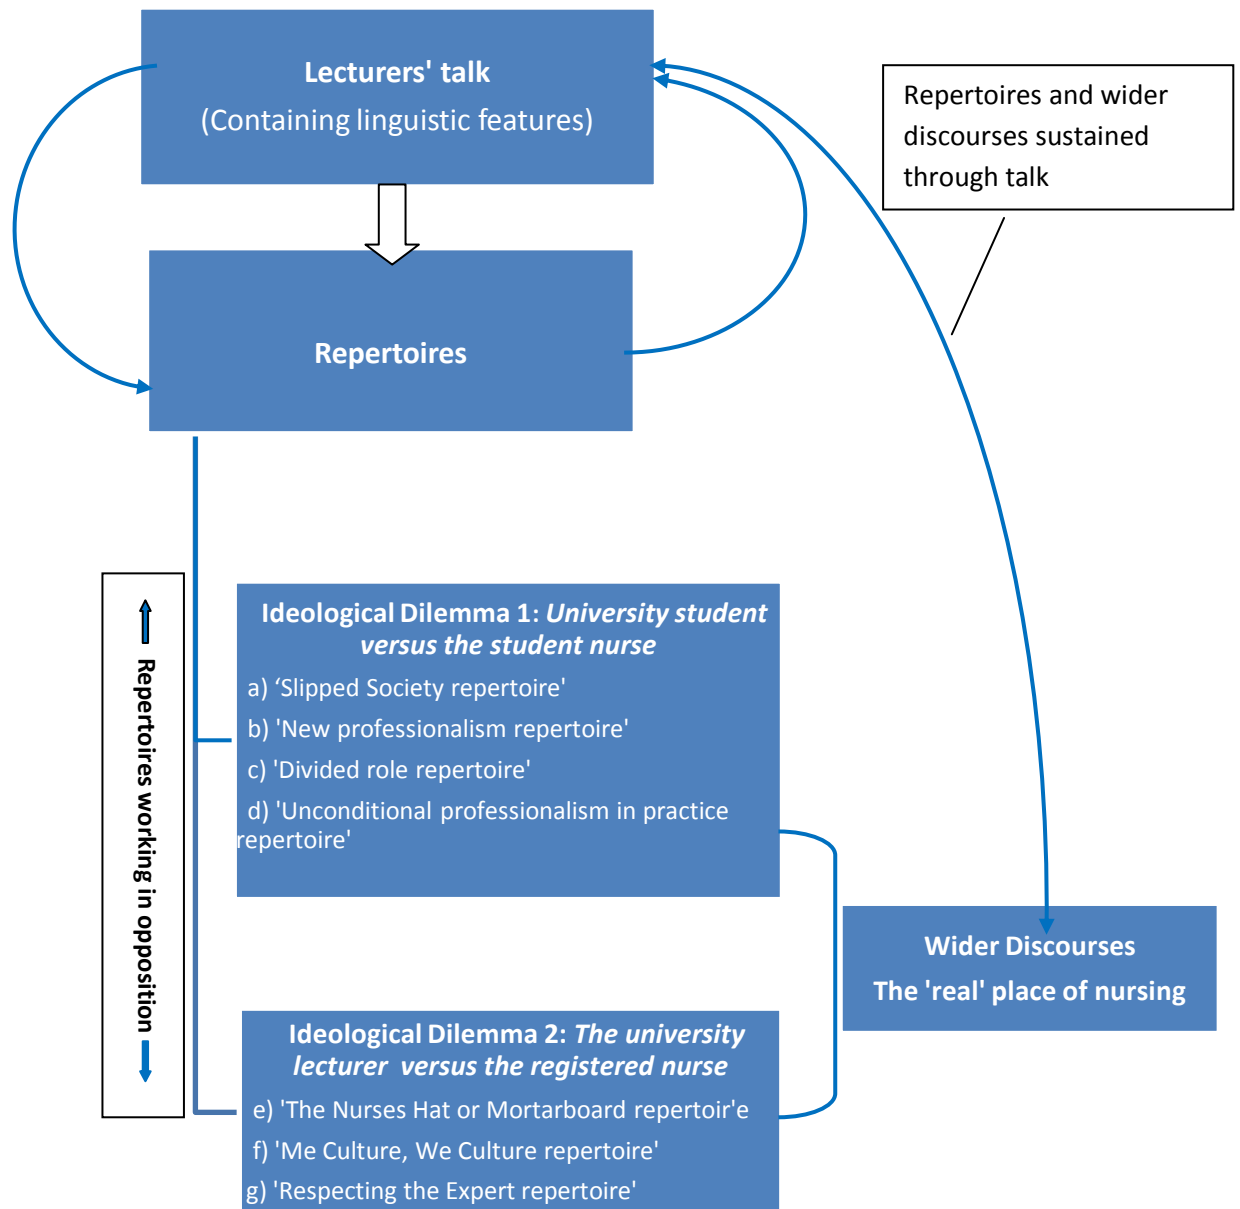 Lecturers' talk
(Containing linguistic features)
Repertoires and wider
discourses sustained
through talk
Repertoires
Repertoires working in opposition
Ideological Dilemma 1: University student
versus the student nurse
a) ‘Slipped Society repertoire'
b) 'New professionalism repertoire'
c) 'Divided role repertoire'
d) 'Unconditional professionalism in practice
repertoire'
Wider Discourses
The 'real' place of nursing
Ideological Dilemma 2: The university
lecturer versus the registered nurse
e) 'The Nurses Hat or Mortarboard repertoir'e
f) 'Me Culture, We Culture repertoire'
g) 'Respecting the Expert repertoire'